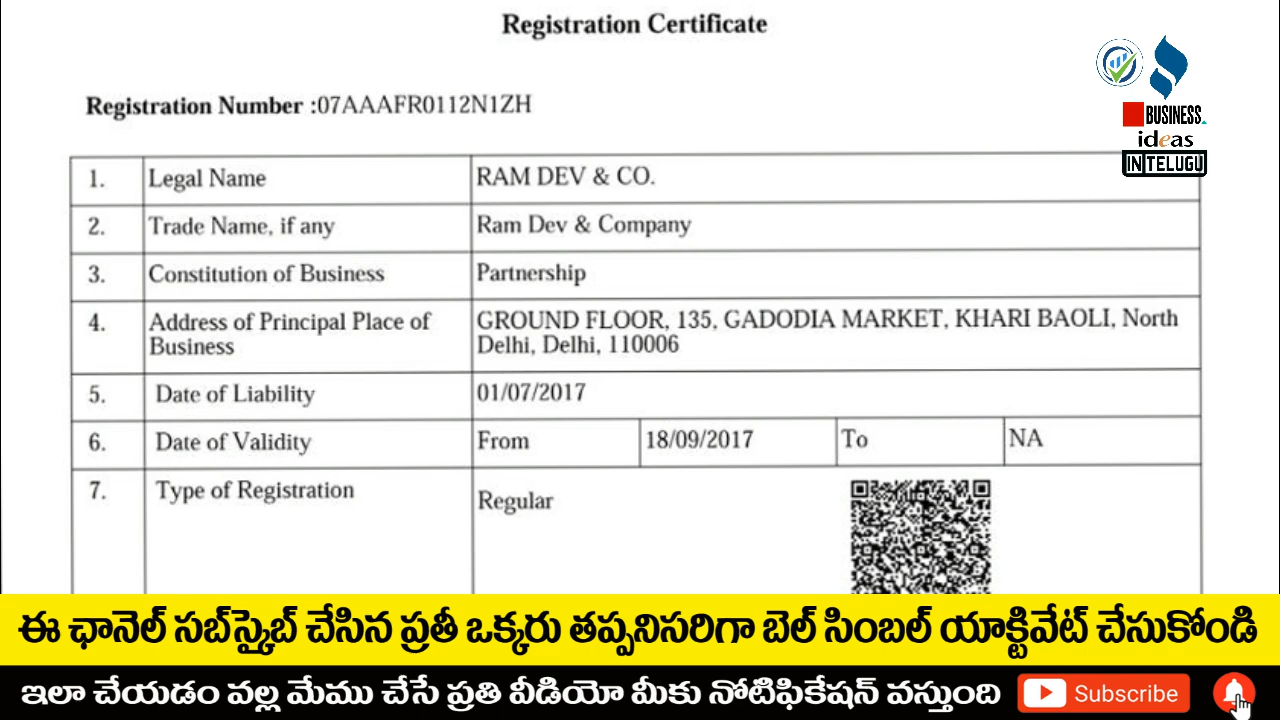 Registration Certificate
Registration Number :07AAAFR0112N1ZH
BUSINESS
ideas
IN TELUGU
1. Legal Name RAM DEV & CO.
2. Trade Name, if any Ram Dev & Company
3. Constitution of Business Partnership
4. Address of Principal Place of Business GROUND FLOOR, 135, GADODIA MARKET, KHARI BAOLI, North Delhi, Delhi, 110006
5. Date of Liability 01/07/2017
6. Date of Validity From 18/09/2017 To NA
7. Type of Registration Regular
ఈ ఛానెల్ సబ్‌స్క్రైబ్ చేసిన ప్రతీ ఒక్కరు తప్పనిసరిగా బెల్ సింబల్ యాక్టివేట్ చేసుకోండి
ఇలా చేయడం వల్ల మేము చేసే ప్రతి వీడియో మీకు నోటిఫికేషన్ వస్తుంది Subscribe